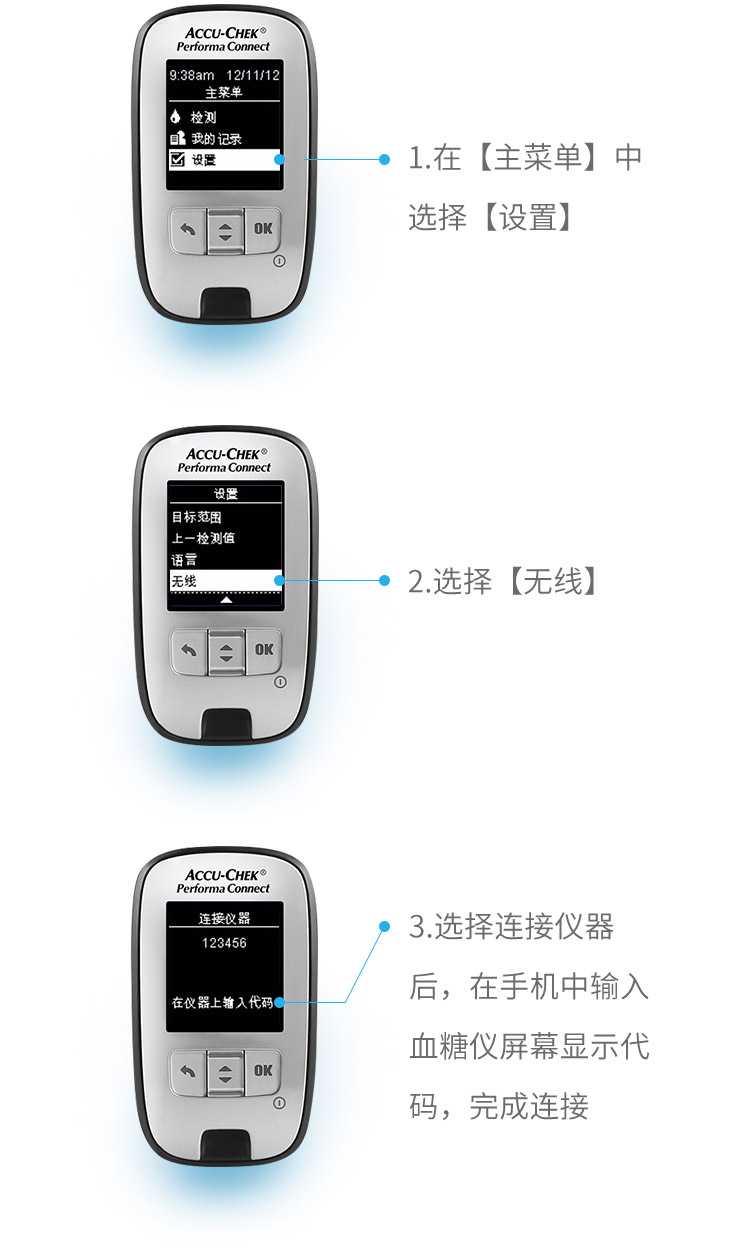 ACCU-CHEK®
Performa Connect
9:38am 12/11/12
主菜单
检测
我的记录
设置
OK
1.在【主菜单】中
选择【设置】
ACCU-CHEK®
Performa Connect
设置
目标范围
上一检测值
语言
无线
OK
2.选择【无线】
ACCU-CHEK®
Performa Connect
连接仪器
123456
在仪器上输入代码
OK
3.选择连接仪器
后，在手机中输入
血糖仪屏幕显示代
码，完成连接